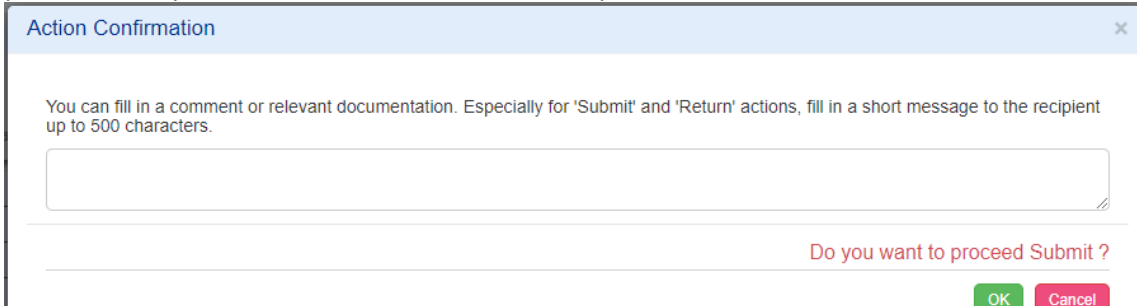 Action Confirmation ×
You can fill in a comment or relevant documentation. Especially for 'Submit' and 'Return' actions, fill in a short message to the recipient
up to 500 characters.
Do you want to proceed Submit ?
OK Cancel